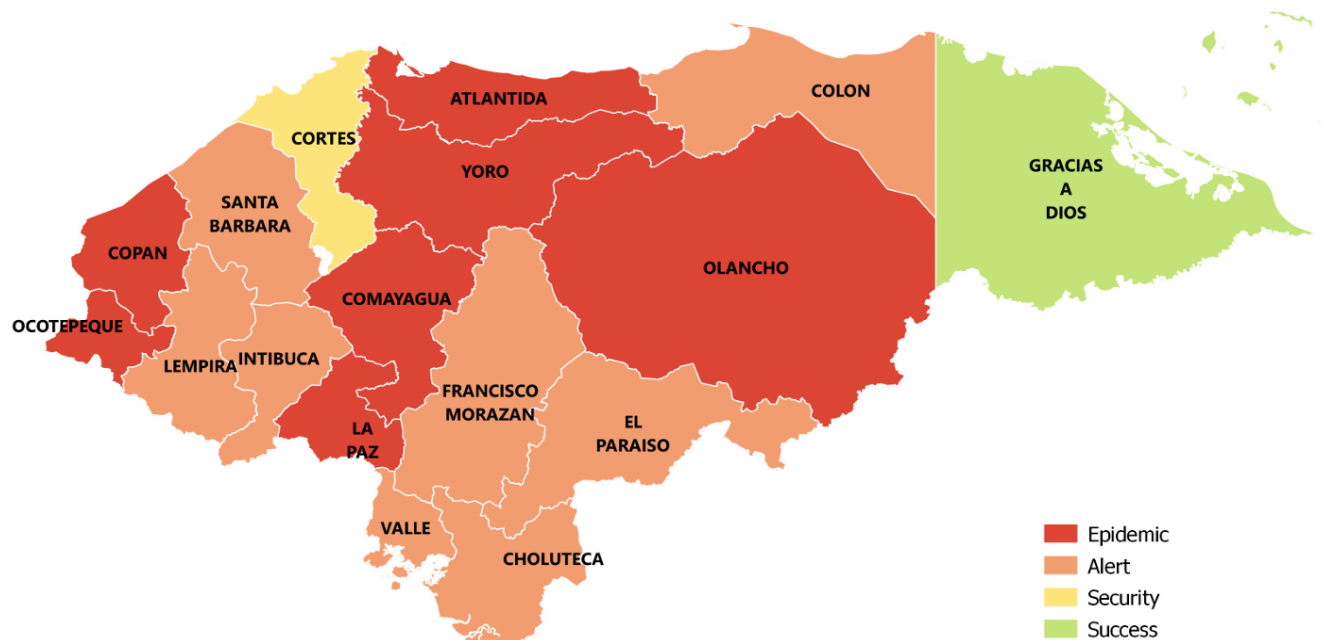 ATLANTIDA
COLON
CORTES
YORO
GRACIAS
A
DIOS
SANTA
BARBARA
COPAN
OLANCHO
COMAYAGUA
OCOTEPEQUE
LEMPIRA
INTIBUCA
FRANCISCO
MORAZAN
EL
PARAISO
LA
PAZ
VALLE
CHOLUTECA
Epidemic
Alert
Security
Success